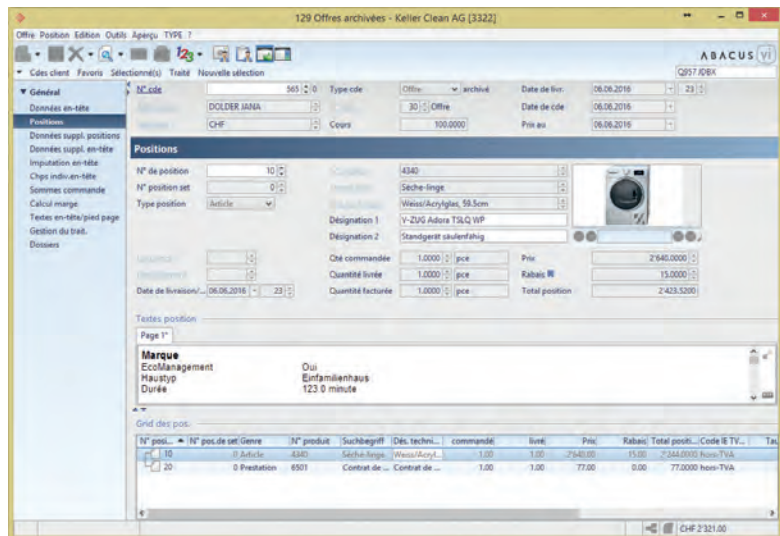 129 Offres archivées - Keller Clean AG [3322]
Offre Position Edition Outils Aperçu TYPE ?
123
ABACUS vi
Cdes client Favoris Sélectionné(s) Traité Nouvelle sélection
Q957 /DBX
Général
Données en-tête
Positions
Données suppl. positions
Données suppl. en-tête
Imputation en-tête
Chps indiv.en-tête
Sommes commande
Calcul marge
Textes en-tête/pied page
Gestion du trait.
Dossiers
N° cde 565 0 Type cde Offre archivé Date de livr. 06.06.2016 23
DOLDER JANA 30 Offre Date de cde 06.06.2016
CHF Cours 100.0000 Prix au 06.06.2016
Positions
N° de position 10 4340
N° position set 0 Sèche-linge
Type position Article Weiss/Acrylglas, 59.5cm
Désignation 1 V-ZUG Adora TSLQ WP
Désignation 2 Standgerät säulenfähig
Qté commandée 1.0000 pce Prix 2'640.0000
Quantité livrée 1.0000 pce Rabais 15.0000
Date de livraison/... 06.06.2016 23 Quantité facturée 1.0000 pce Total position 2'423.5200
Textes position
Page 1*
Marque
EcoManagement Oui
Haustyp Einfamilienhaus
Durée 123.0 minute
Grid des pos.
N° posi... N° pos.de set Genre N° produit Suchbegriff Dés. techni... commandé livré Prix Rabais Total positi... Code IE TV... Tau
10 0 Article 4340 Sèche-linge Weiss/Acryl... 1.00 1.00 2'640.00 15.00 2'244.0000 hors-TVA
20 0 Prestation 6501 Contrat de ... Contrat de ... 1.00 1.00 77.00 0.00 77.0000 hors-TVA
CHF 2'321.00